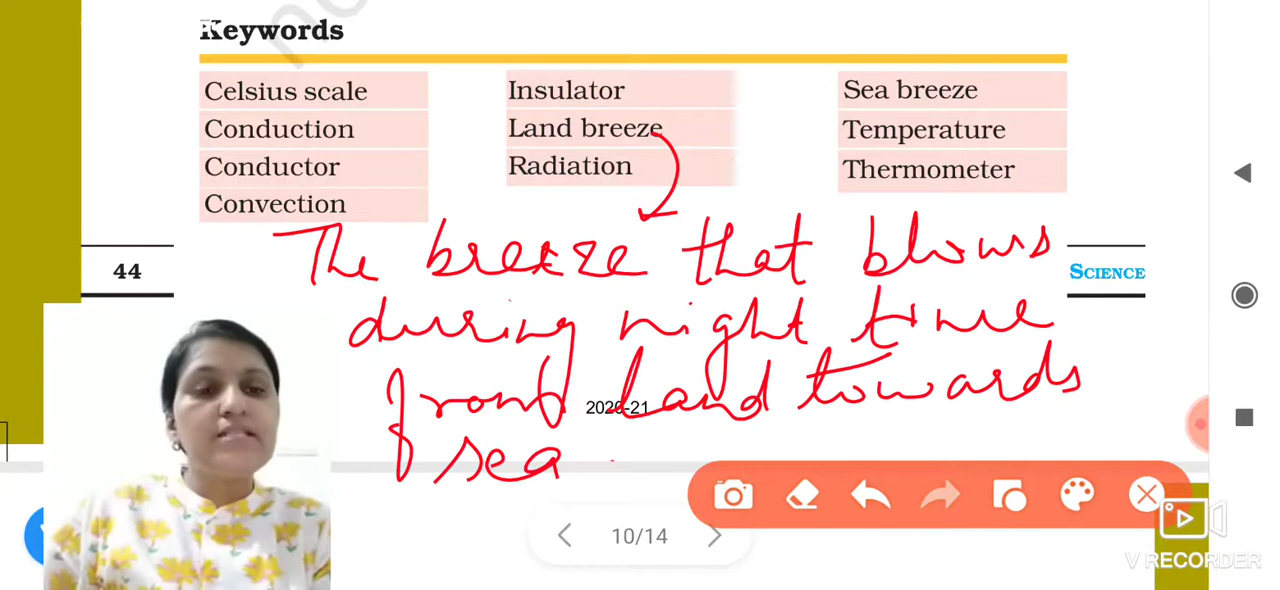 Keywords
Celsius scale
Conduction
Conductor
Convection
Insulator
Land breeze
Radiation
Sea breeze
Temperature
Thermometer
The breeze that blows
during night time
from land towards
sea.
44
SCIENCE
2020-21
10/14
V RECORDER